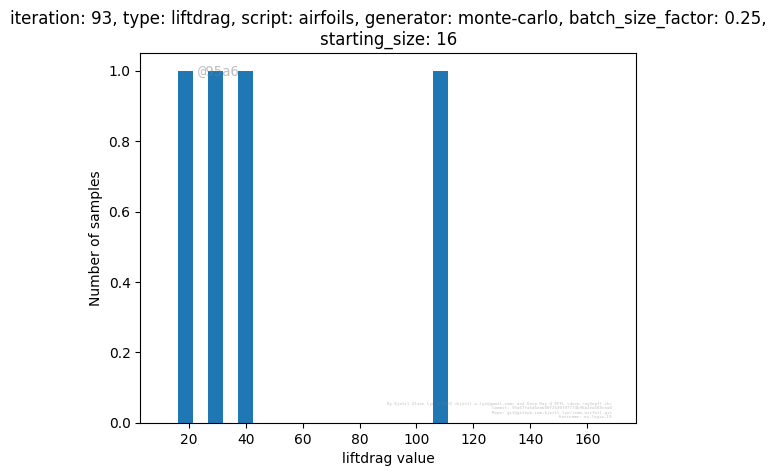 iteration: 93, type: liftdrag, script: airfoils, generator: monte-carlo, batch_size_factor: 0.25,
starting_size: 16
1.0
@95a6
0.8
0.6
0.4
0.2
0.0
Number of samples
20 40 60 80 100 120 140 160
liftdrag value